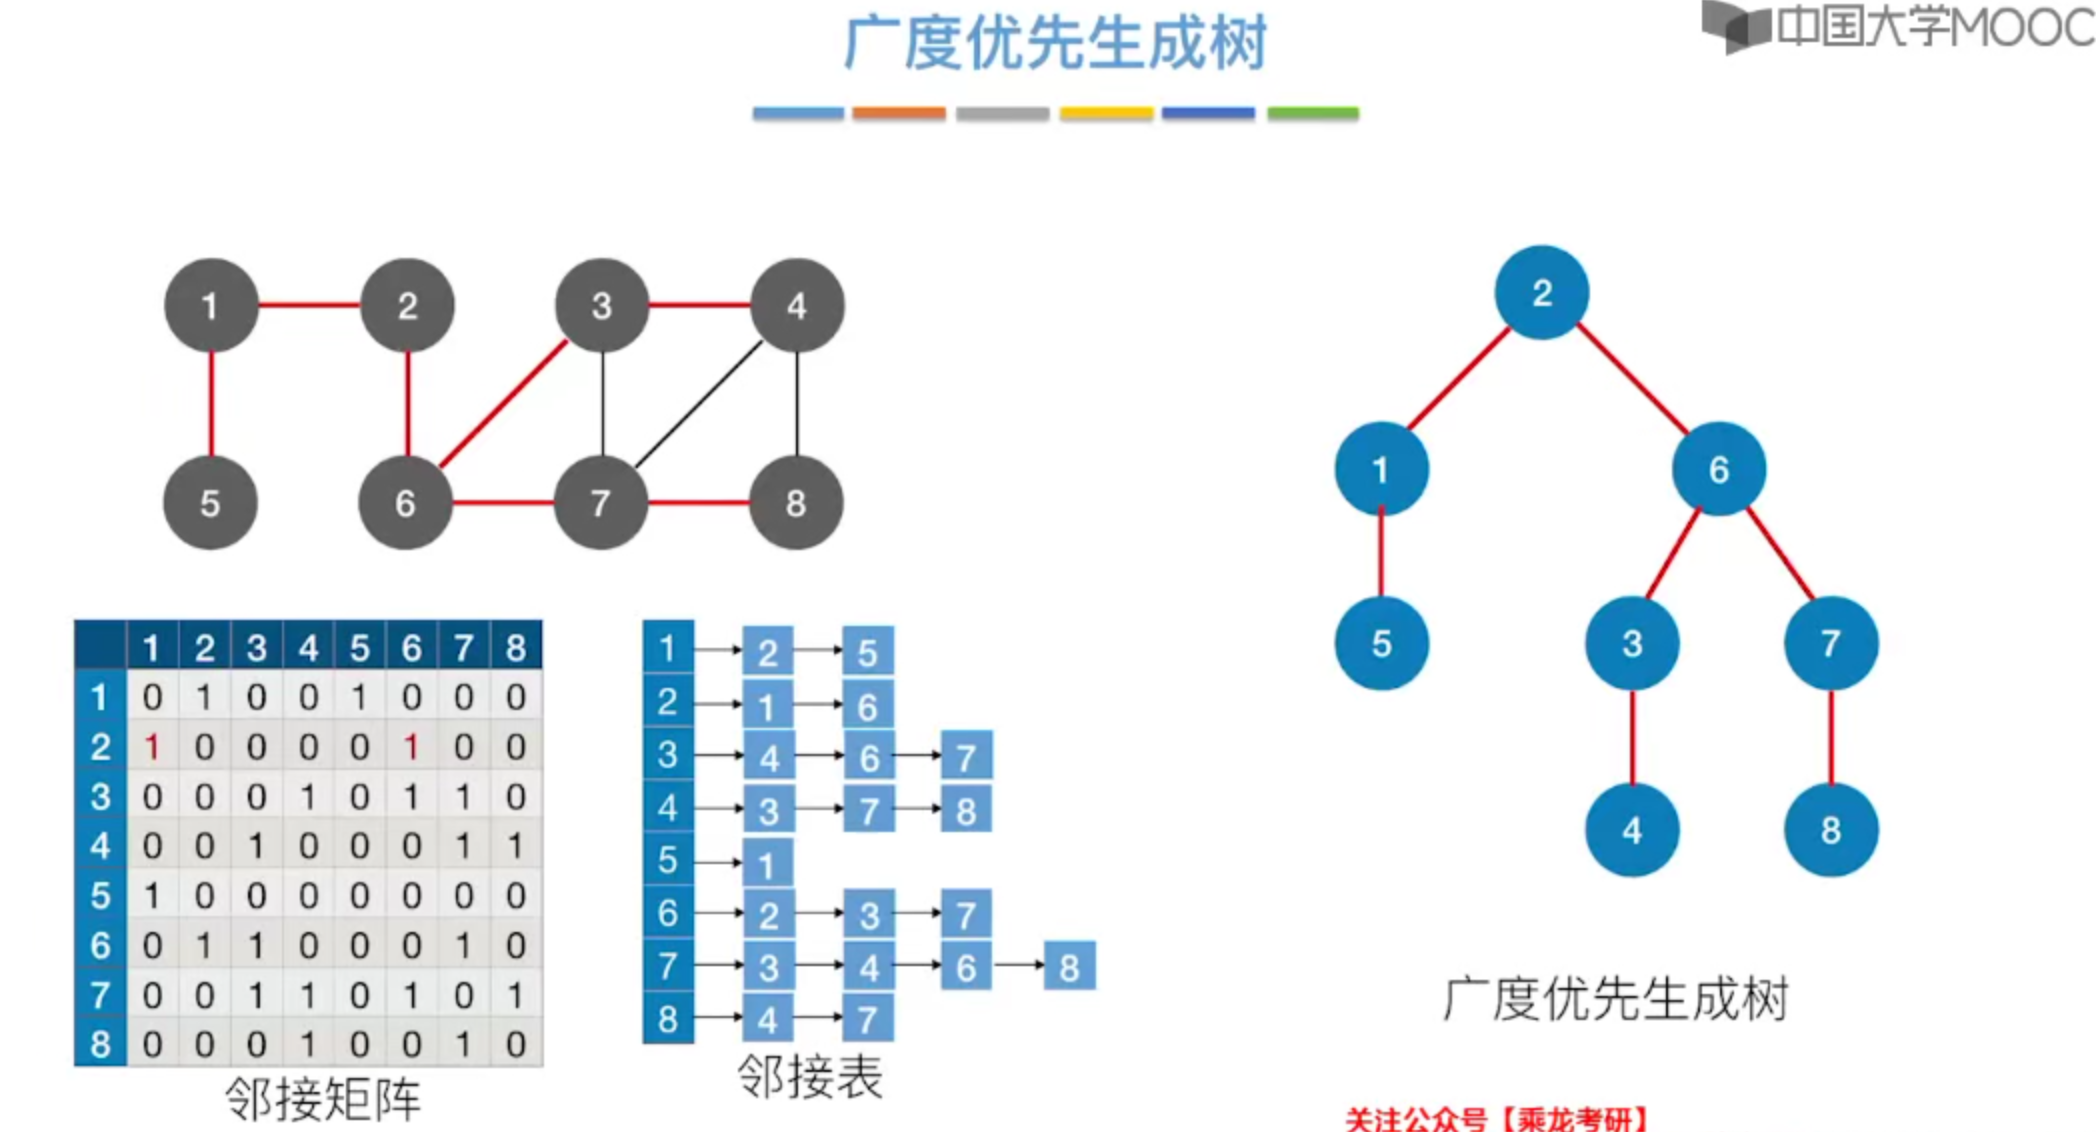 广度优先生成树
中国大学MOOC
1 2 3 4
5 6 7 8
2
1 6
5 3 7
4 8
1 2 3 4 5 6 7 8
1 0 1 0 0 1 0 0 0
2 1 0 0 0 0 1 0 0
3 0 0 0 1 0 1 1 0
4 0 0 1 0 0 0 1 1
5 1 0 0 0 0 0 0 0
6 0 1 1 0 0 0 1 0
7 0 0 1 1 0 1 0 1
8 0 0 0 1 0 0 1 0
邻接矩阵
1 2 5
2 1 6
3 4 6 7
4 3 7 8
5 1
6 2 3 7
7 3 4 6 8
8 4 7
邻接表
广度优先生成树
关注公众号【乘龙考研】